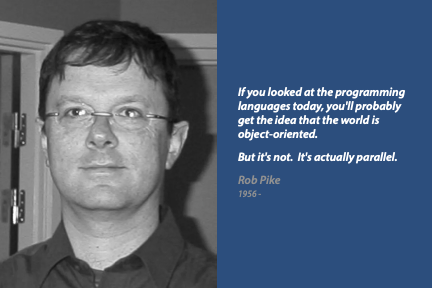 If you looked at the programming
languages today, you'll probably
get the idea that the world is
object-oriented.
But it's not.  It's actually parallel.
Rob Pike
1956 -